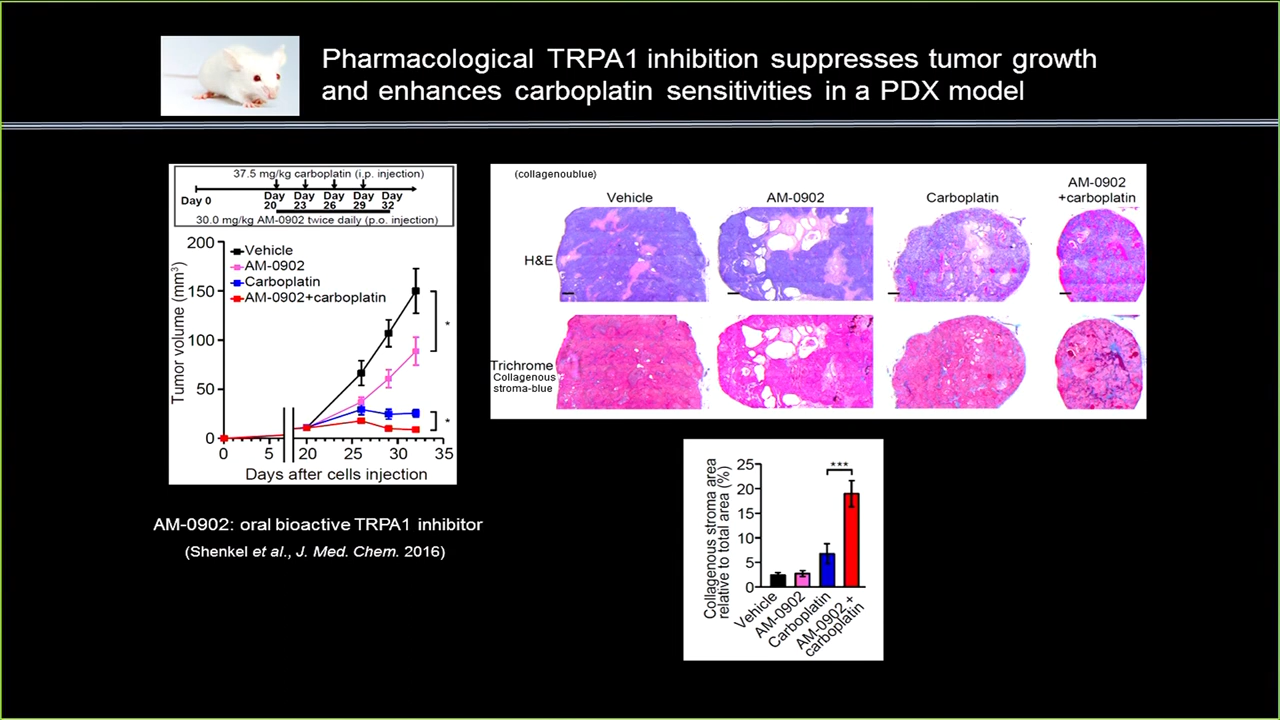 Pharmacological TRPA1 inhibition suppresses tumor growth
and enhances carboplatin sensitivities in a PDX model
37.5 mg/kg carboplatin (i.p. injection)
Day 0
Day Day Day Day Day
20 23 26 29 32
30.0 mg/kg AM-0902 twice daily (p.o. injection)
Tumor volume (mm³)
200
150
100
50
0
Vehicle
AM-0902
Carboplatin
AM-0902+carboplatin
*
*
0 5 20 25 30 35
Days after cells injection
AM-0902: oral bioactive TRPA1 inhibitor
(Shenkel et al., J. Med. Chem. 2016)
(collagenoublue)
Vehicle
AM-0902
Carboplatin
AM-0902
+carboplatin
H&E
Trichrome
Collagenous
stroma-blue
Collagenous stroma area
relative to total area (%)
25
20
15
10
5
0
***
Vehicle
AM-0902
Carboplatin
AM-0902 +
carboplatin